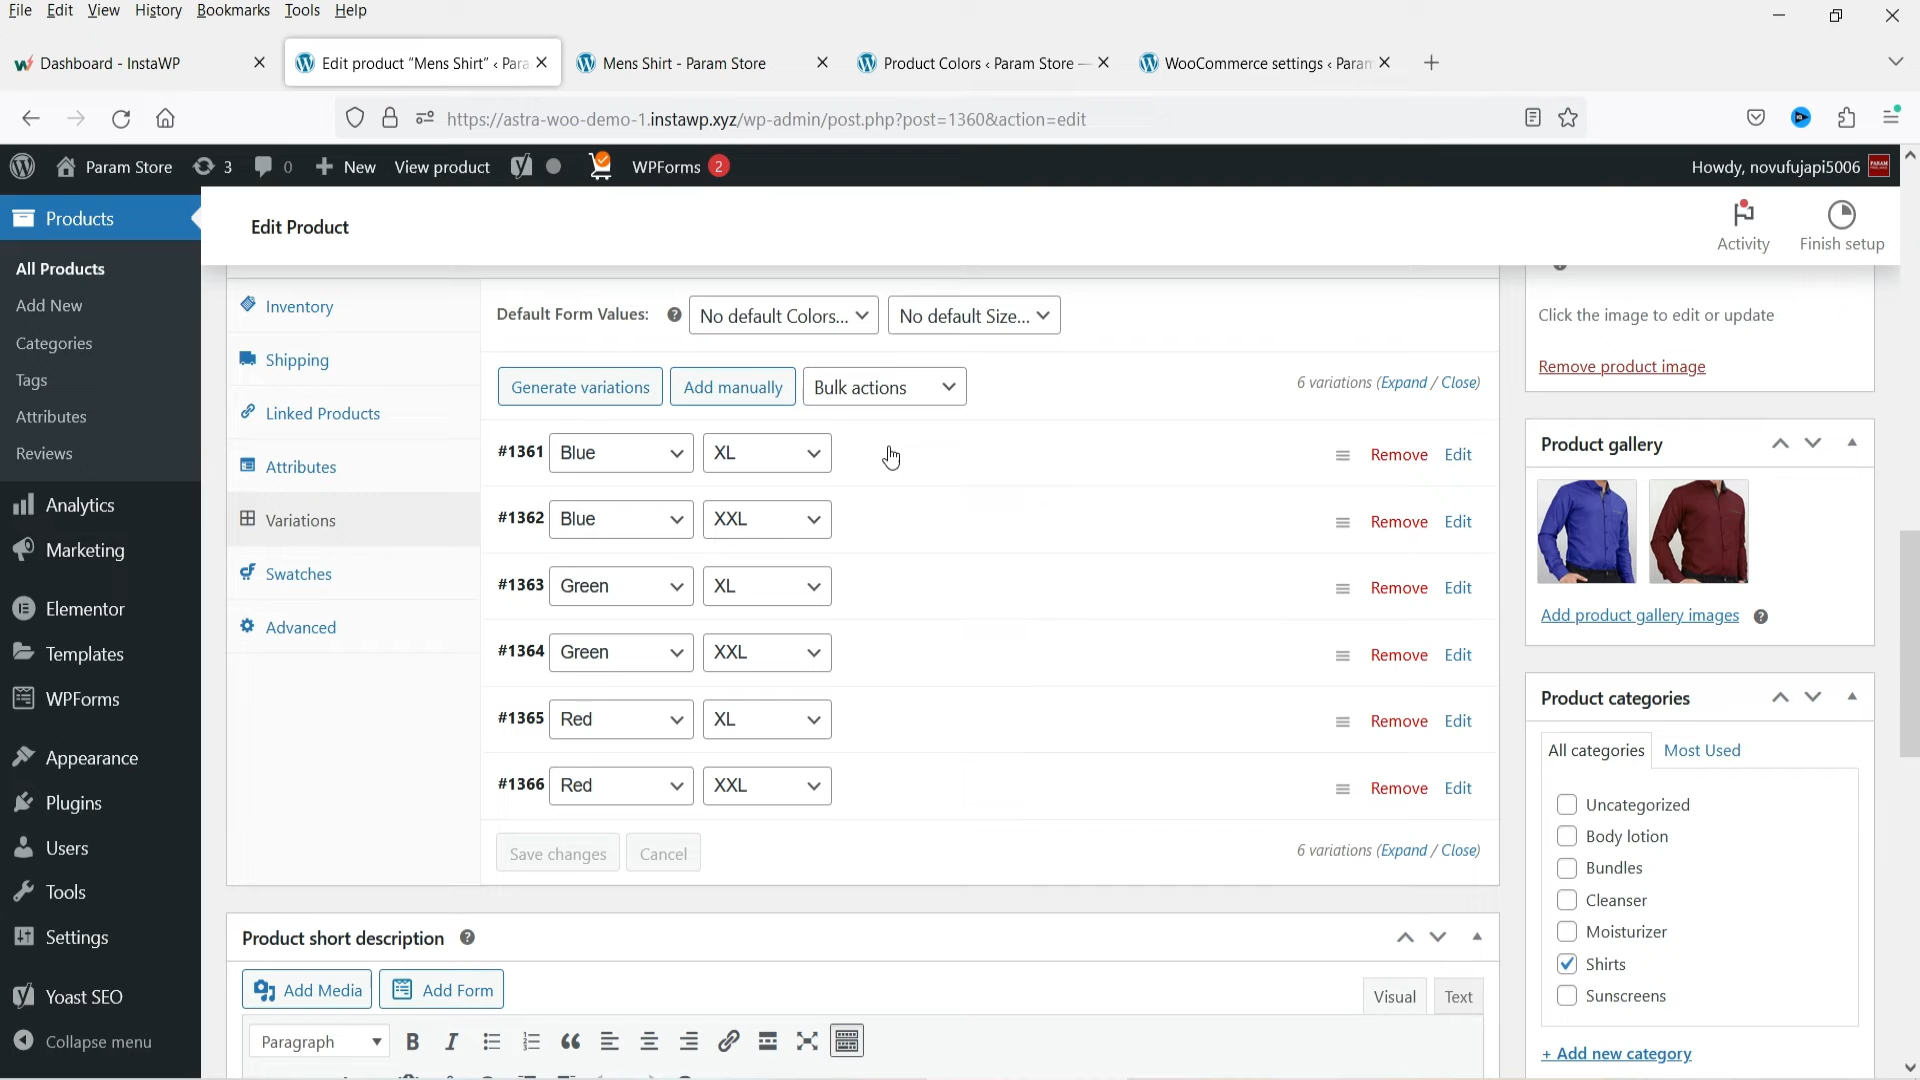 File Edit View History Bookmarks Tools Help
Dashboard - InstaWP
Edit product “Mens Shirt” ‹ Para
Mens Shirt - Param Store
Product Colors ‹ Param Store —
WooCommerce settings ‹ Param
https://astra-woo-demo-1.instawp.xyz/wp-admin/post.php?post=1360&action=edit
Param Store 3 0 New View product WPForms 2
Howdy, novufujapi5006
Products
All Products
Add New
Categories
Tags
Attributes
Reviews
Analytics
Marketing
Elementor
Templates
WPForms
Appearance
Plugins
Users
Tools
Settings
Yoast SEO
Collapse menu
Edit Product
Activity
Finish setup
Inventory
Shipping
Linked Products
Attributes
Variations
Swatches
Advanced
Default Form Values: No default Colors... No default Size...
Generate variations Add manually Bulk actions
6 variations (Expand / Close)
#1361 Blue XL Remove Edit
#1362 Blue XXL Remove Edit
#1363 Green XL Remove Edit
#1364 Green XXL Remove Edit
#1365 Red XL Remove Edit
#1366 Red XXL Remove Edit
Save changes Cancel
6 variations (Expand / Close)
Product short description
Add Media Add Form
Visual Text
Paragraph
Click the image to edit or update
Remove product image
Product gallery
Add product gallery images
Product categories
All categories Most Used
Uncategorized
Body lotion
Bundles
Cleanser
Moisturizer
Shirts
Sunscreens
+ Add new category